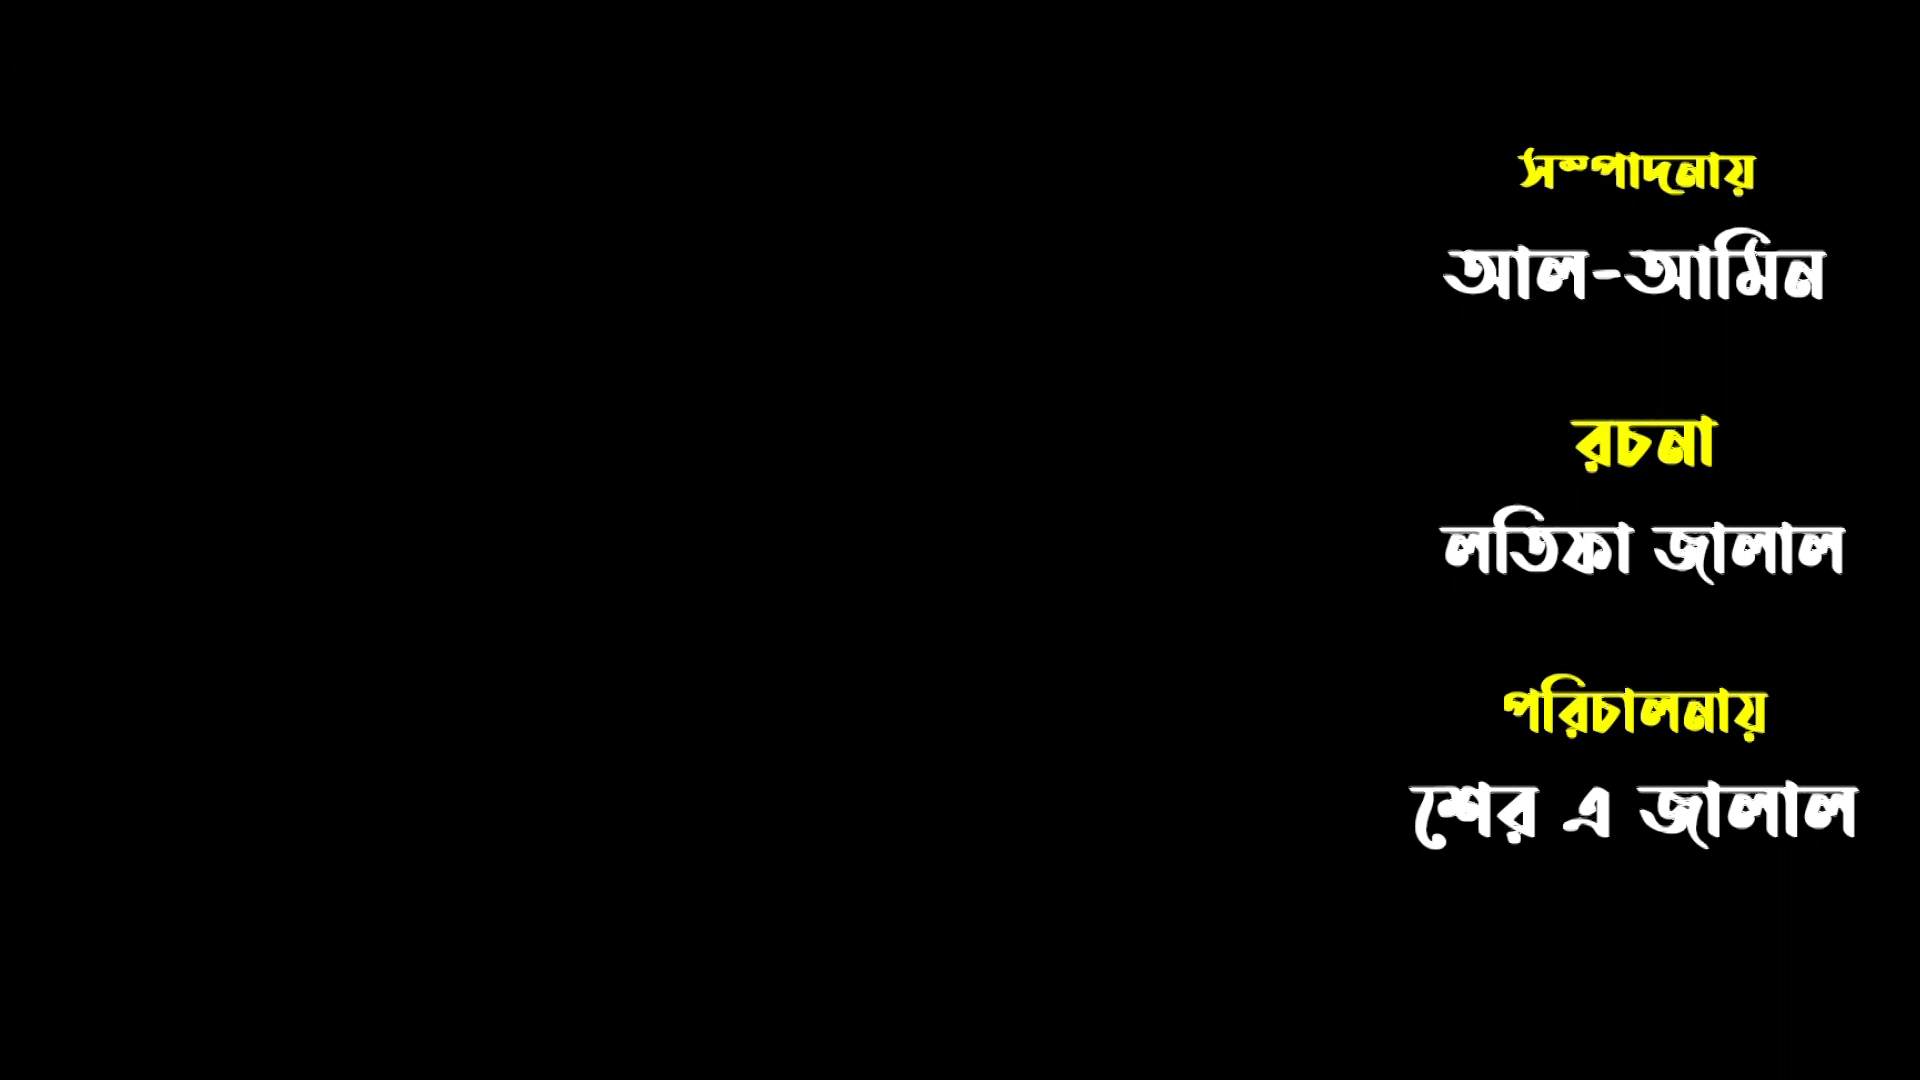 সম্পাদনায়
আল-আমিন
রচনা
লতিফা জালাল
পরিচালনায়
শের এ জালাল